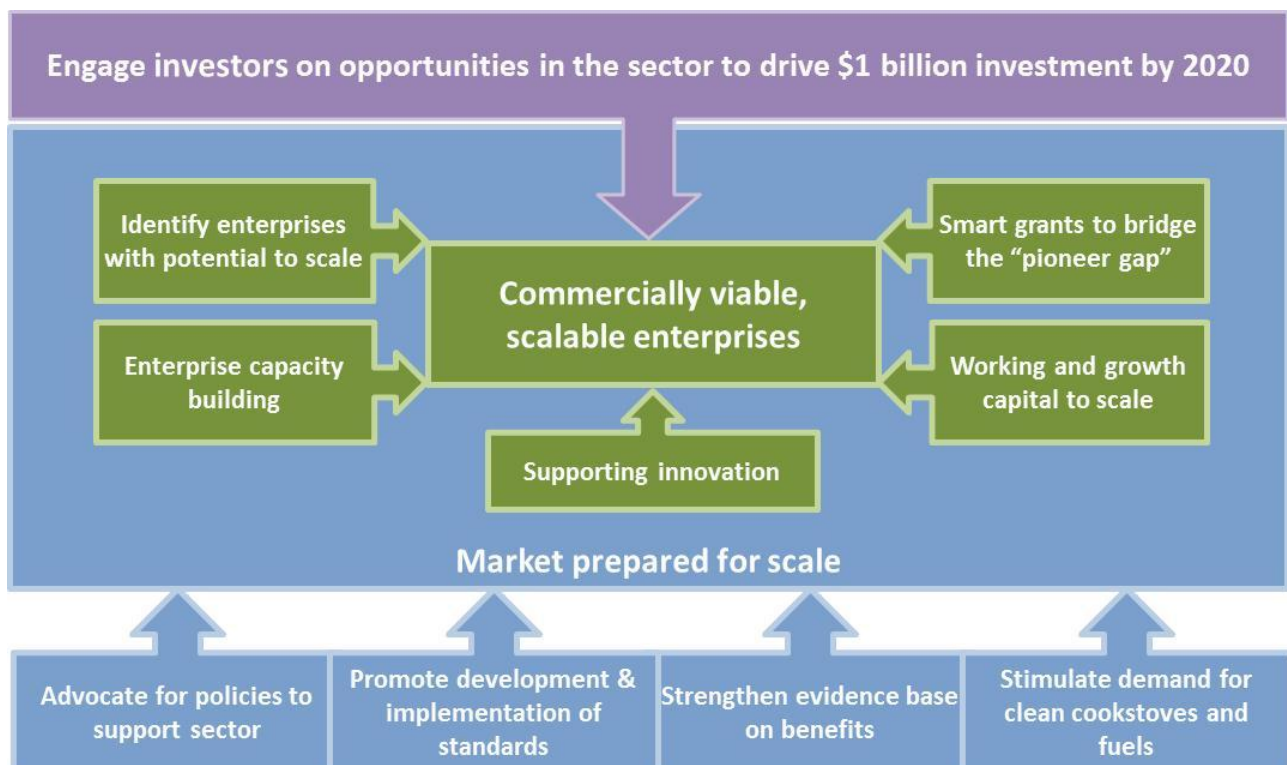 Engage investors on opportunities in the sector to drive $1 billion investment by 2020
Identify enterprises
with potential to scale
Smart grants to bridge
the “pioneer gap”
Commercially viable,
scalable enterprises
Enterprise capacity
building
Working and growth
capital to scale
Supporting innovation
Market prepared for scale
Advocate for policies to
support sector
Promote development &
implementation of
standards
Strengthen evidence base
on benefits
Stimulate demand for
clean cookstoves and
fuels